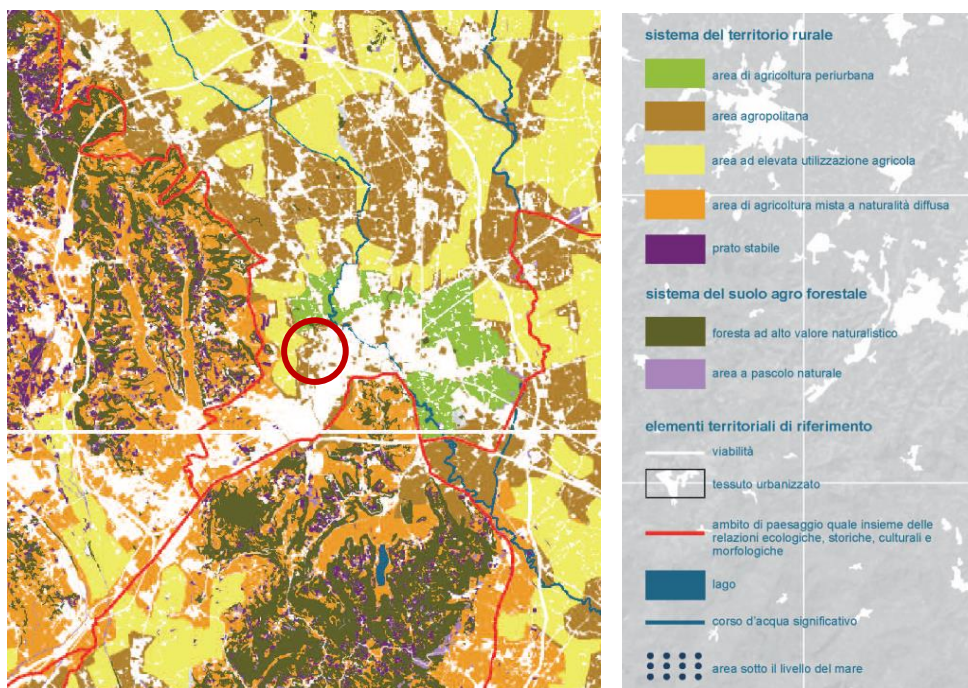 sistema del territorio rurale
area di agricoltura periurbana
area agropolitana
area ad elevata utilizzazione agricola
area di agricoltura mista a naturalità diffusa
prato stabile
sistema del suolo agro forestale
foresta ad alto valore naturalistico
area a pascolo naturale
elementi territoriali di riferimento
viabilità
tessuto urbanizzato
ambito di paesaggio quale insieme delle
relazioni ecologiche, storiche, culturali e
morfologiche
lago
corso d'acqua significativo
area sotto il livello del mare